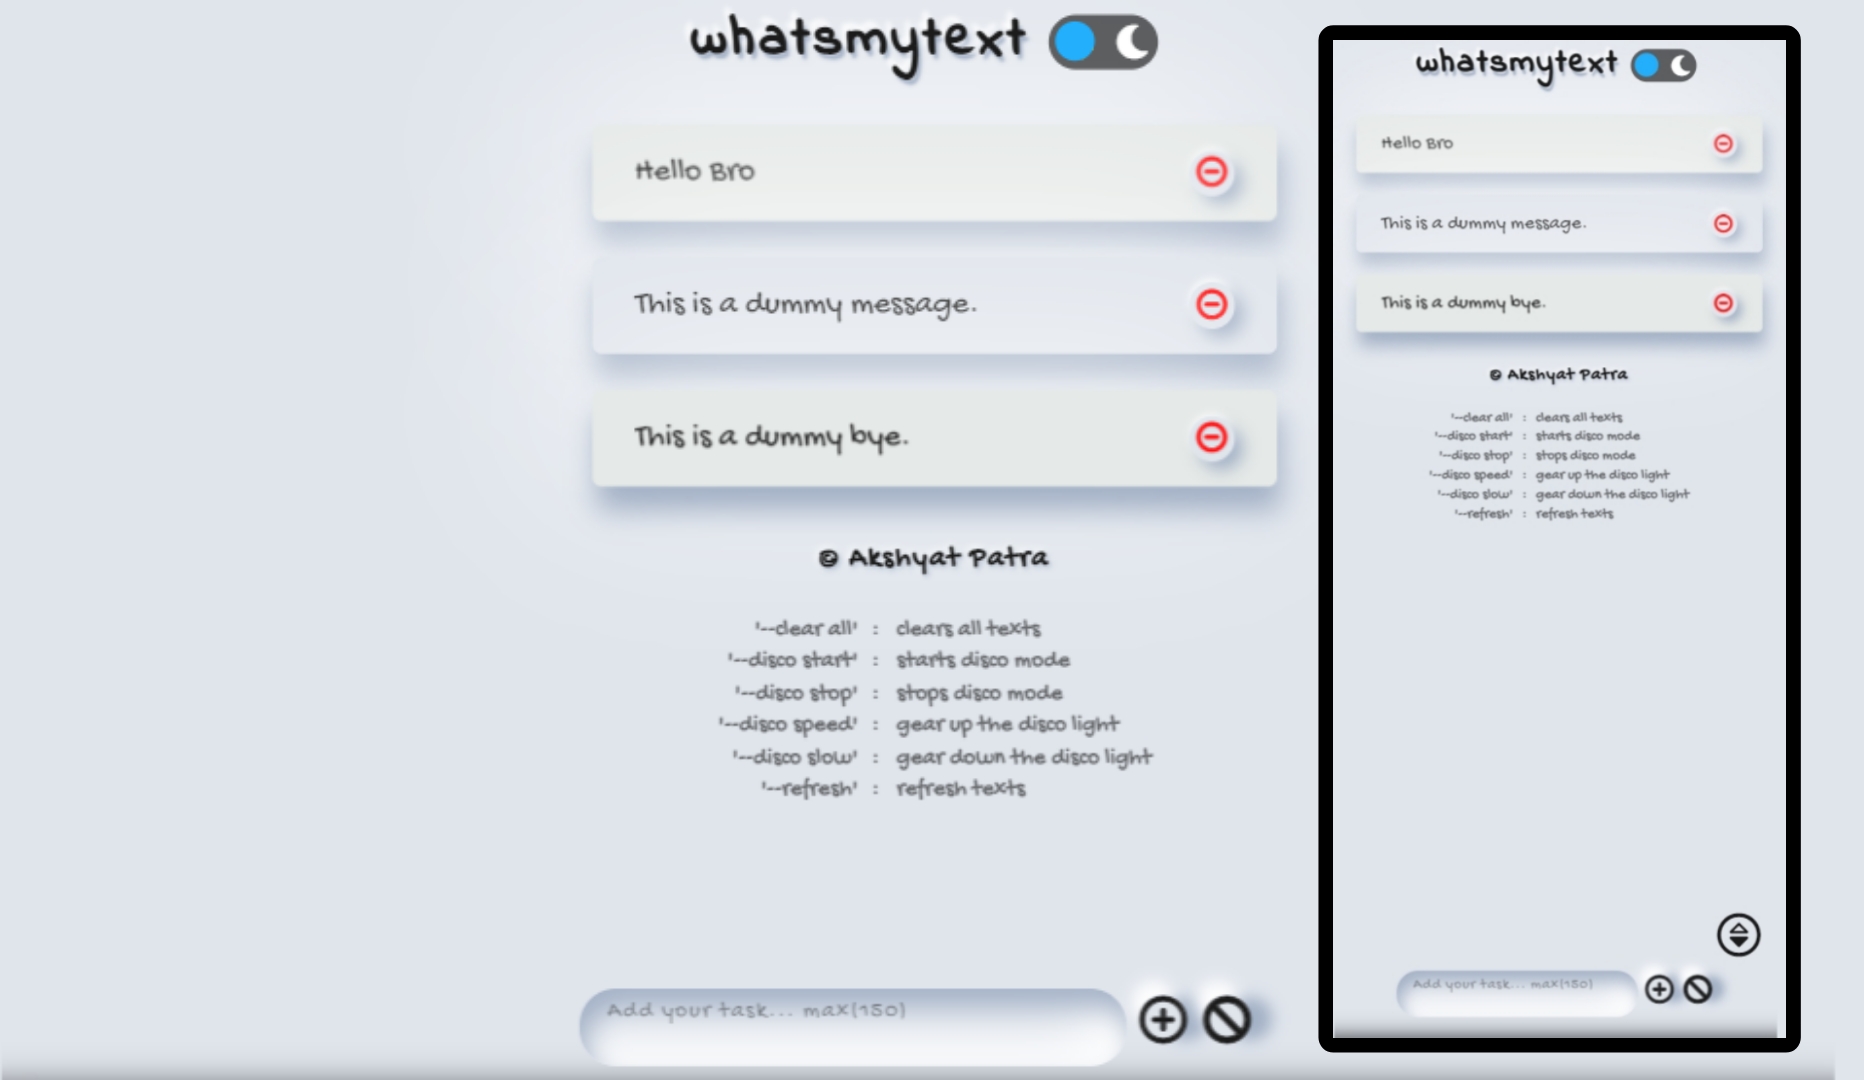 whatsmytext
Hello Bro
This is a dummy message.
This is a dummy bye.
© Akshyat Patra
'--clear all' : clears all texts
'--disco start' : starts disco mode
'--disco stop' : stops disco mode
'--disco speed' : gear up the disco light
'--disco slow' : gear down the disco light
'--refresh' : refresh texts
Add your task... max(150)
whatsmytext
Hello Bro
This is a dummy message.
This is a dummy bye.
© Akshyat Patra
'--clear all' : clears all texts
'--disco start' : starts disco mode
'--disco stop' : stops disco mode
'--disco speed' : gear up the disco light
'--disco slow' : gear down the disco light
'--refresh' : refresh texts
Add your task... max(150)